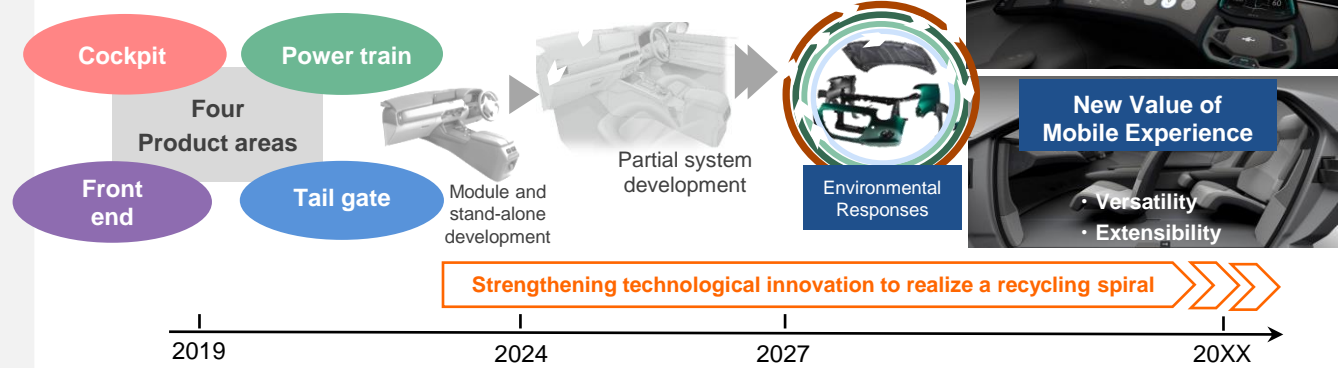 Cockpit
Power train
Four
Product areas
Front
end
Tail gate
Module and
stand-alone
development
Partial system
development
Environmental
Responses
60
New Value of
Mobile Experience
・Versatility
・Extensibility
Strengthening technological innovation to realize a recycling spiral
2019
2024
2027
20XX